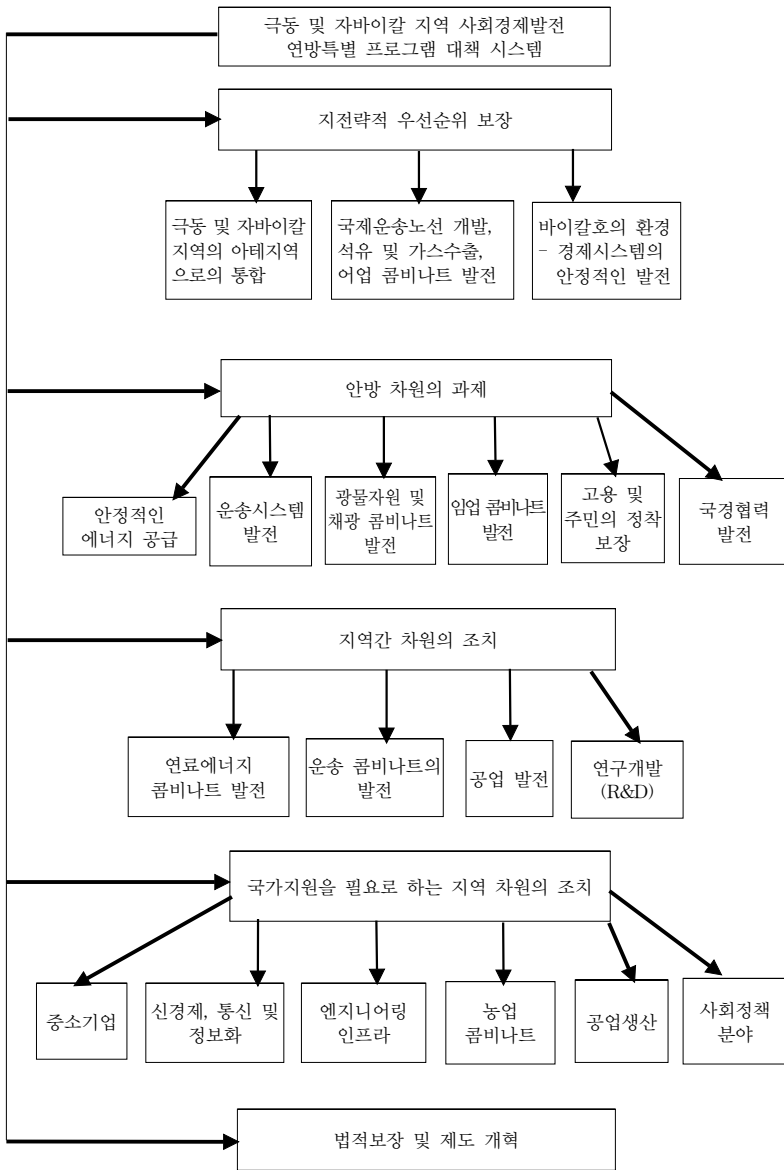 극동 및 자바이칼 지역 사회경제발전
연방특별 프로그램 대책 시스템
지전략적 우선순위 보장
극동 및 자바이칼
지역의 아테지역
으로의 통합
국제운송노선 개발,
석유 및 가스수출,
어업 콤비나트 발전
바이칼호의 환경
- 경제시스템의
안정적인 발전
안방 차원의 과제
안정적인
에너지 공급
운송시스템
발전
광물자원 및
채광 콤비나트
발전
임업 콤비나트
발전
고용 및
주민의 정착
보장
국경협력
발전
지역간 차원의 조치
연료에너지
콤비나트 발전
운송 콤비나트의
발전
공업 발전
연구개발
(R&D)
국가지원을 필요로 하는 지역 차원의 조치
중소기업
신경제, 통신 및
정보화
엔지니어링
인프라
농업
콤비나트
공업생산
사회정책
분야
법적보장 및 제도 개혁